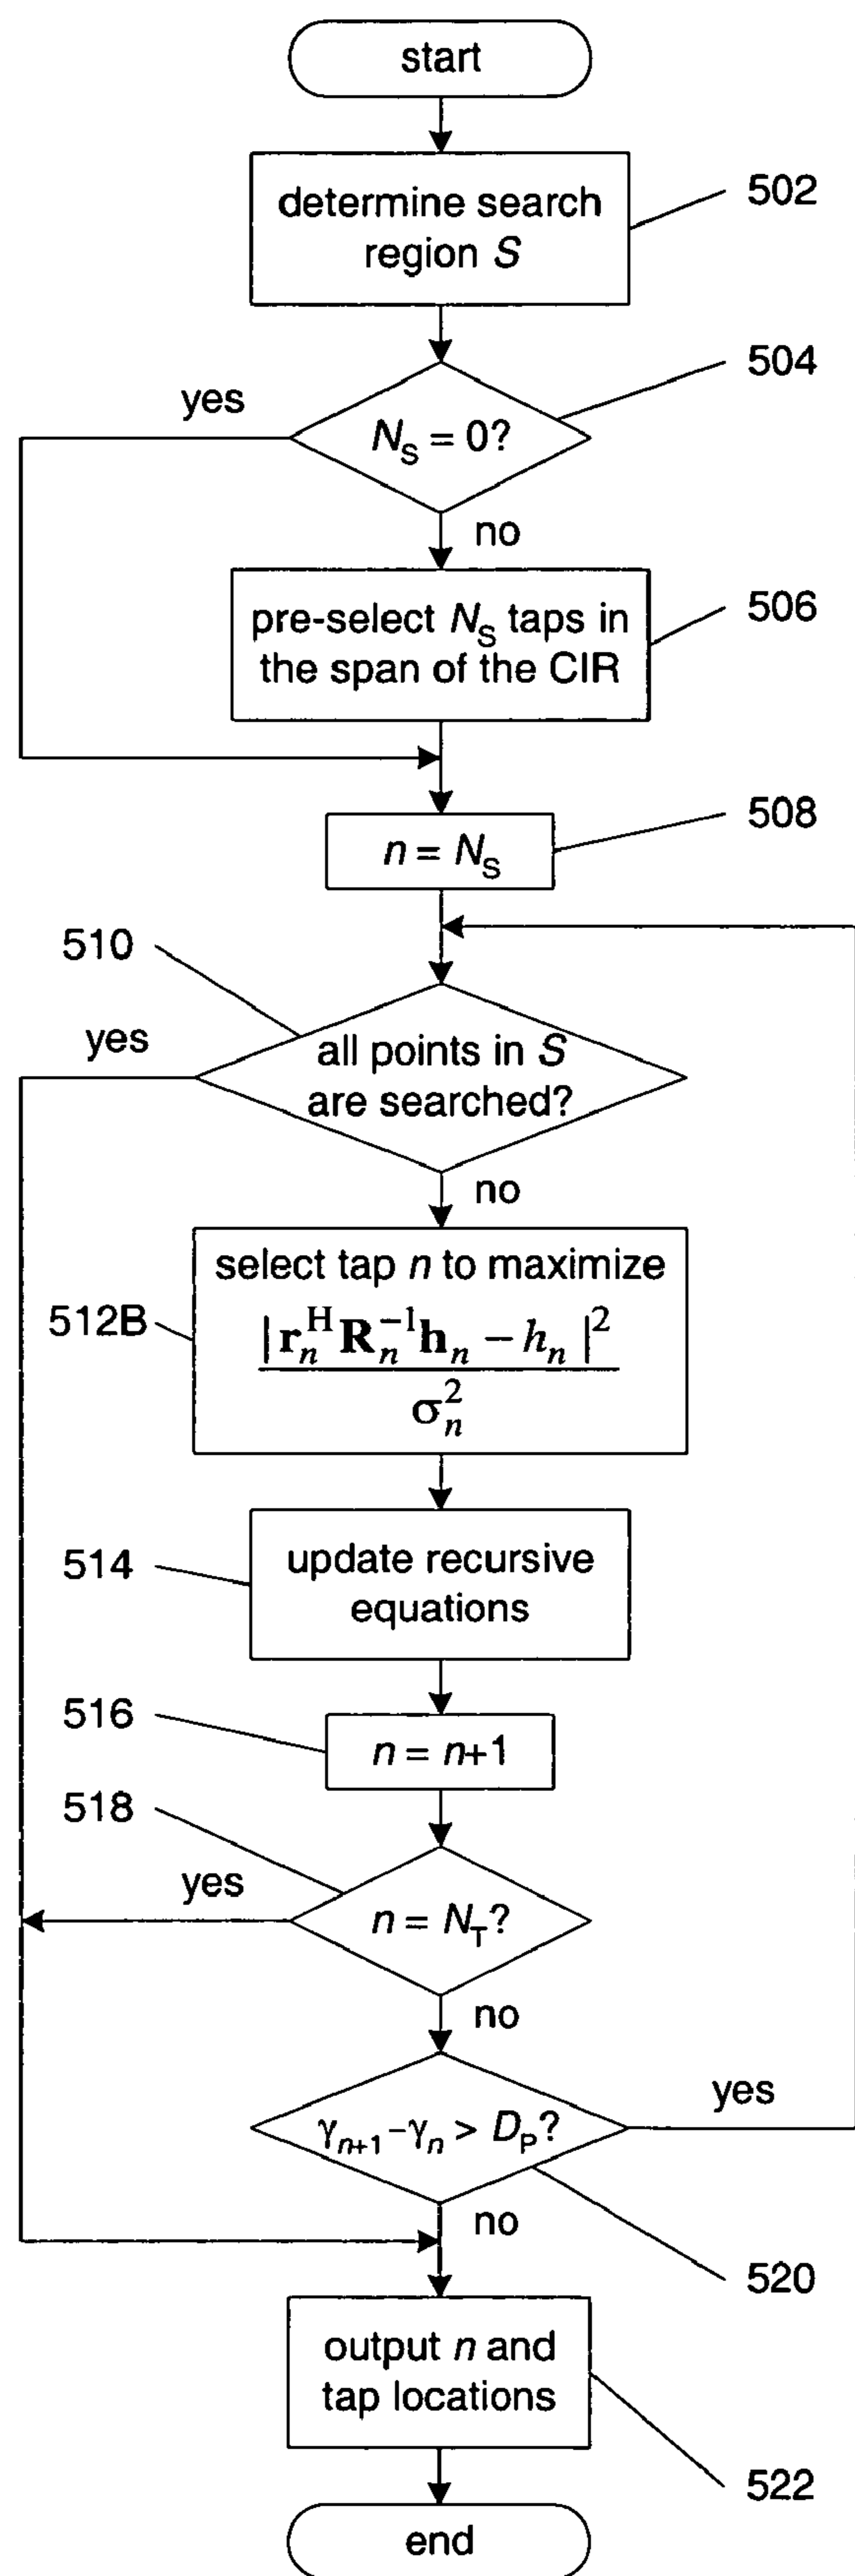 start
determine search
region S
502
N_S = 0?
504
yes
no
pre-select N_S taps in
the span of the CIR
506
n = N_S
508
510
all points in S
are searched?
yes
no
select tap n to maximize
| r_n^H R_n^{-1} h_n − h_n |^2
σ_n^2
512B
update recursive
equations
514
n = n+1
516
518
n = N_T?
yes
no
γ_{n+1} − γ_n > D_P?
yes
no
520
output n and
tap locations
522
end